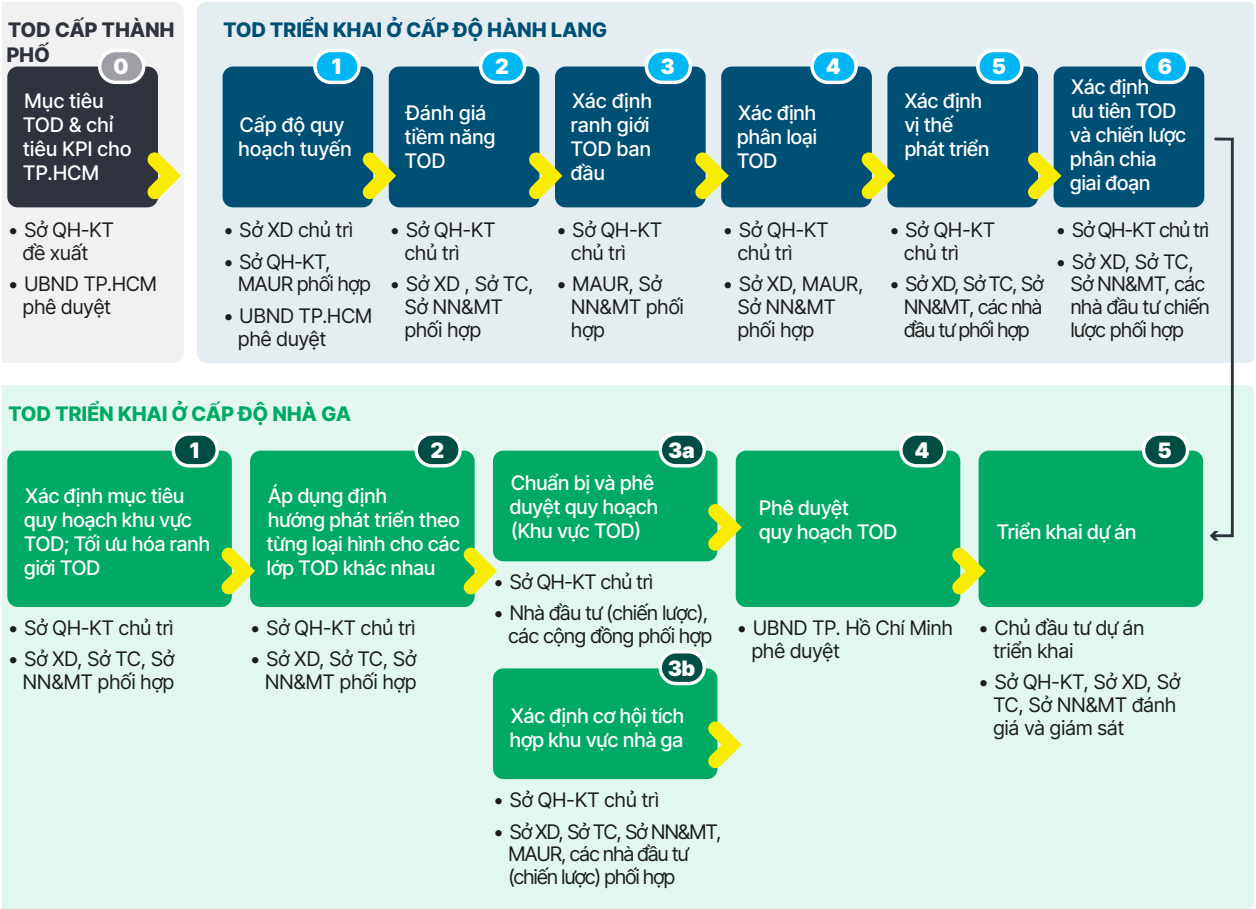 TOD CẤP THÀNH
PHỐ
0
Mục tiêu
TOD & chỉ
tiêu KPI cho
TP.HCM
• Sở QH-KT
đề xuất
• UBND TP.HCM
phê duyệt
TOD TRIỂN KHAI Ở CẤP ĐỘ HÀNH LANG
1
Cấp độ quy
hoạch tuyến
• Sở XD chủ trì
• Sở QH-KT,
MAUR phối hợp
• UBND TP.HCM
phê duyệt
2
Đánh giá
tiềm năng
TOD
• Sở QH-KT
chủ trì
• Sở XD , Sở TC,
Sở NN&MT
phối hợp
3
Xác định
ranh giới
TOD ban
đầu
• Sở QH-KT
chủ trì
• MAUR, Sở
NN&MT phối
hợp
4
Xác định
phân loại
TOD
• Sở QH-KT
chủ trì
• Sở XD, MAUR,
Sở NN&MT
phối hợp
5
Xác định
vị thế
phát triển
• Sở QH-KT
chủ trì
• Sở XD, Sở TC, Sở
NN&MT, các nhà
đầu tư phối hợp
6
Xác định
ưu tiên TOD
và chiến lược
phân chia
giai đoạn
• Sở QH-KT chủ trì
• Sở XD, Sở TC,
Sở NN&MT, các
nhà đầu tư chiến
lược phối hợp
TOD TRIỂN KHAI Ở CẤP ĐỘ NHÀ GA
1
Xác định mục tiêu
quy hoạch khu vực
TOD; Tối ưu hóa ranh
giới TOD
• Sở QH-KT chủ trì
• Sở XD, Sở TC, Sở
NN&MT phối hợp
2
Áp dụng định
hướng phát triển theo
từng loại hình cho các
lớp TOD khác nhau
• Sở QH-KT chủ trì
• Sở XD, Sở TC, Sở
NN&MT phối hợp
3a
Chuẩn bị và phê
duyệt quy hoạch
(Khu vực TOD)
• Sở QH-KT chủ trì
• Nhà đầu tư (chiến lược),
các cộng đồng phối hợp
3b
Xác định cơ hội tích
hợp khu vực nhà ga
• Sở QH-KT chủ trì
• Sở XD, Sở TC, Sở NN&MT,
MAUR, các nhà đầu tư
(chiến lược) phối hợp
4
Phê duyệt
quy hoạch TOD
• UBND TP. Hồ Chí Minh
phê duyệt
5
Triển khai dự án
• Chủ đầu tư dự án
triển khai
• Sở QH-KT, Sở XD, Sở
TC, Sở NN&MT đánh
giá và giám sát